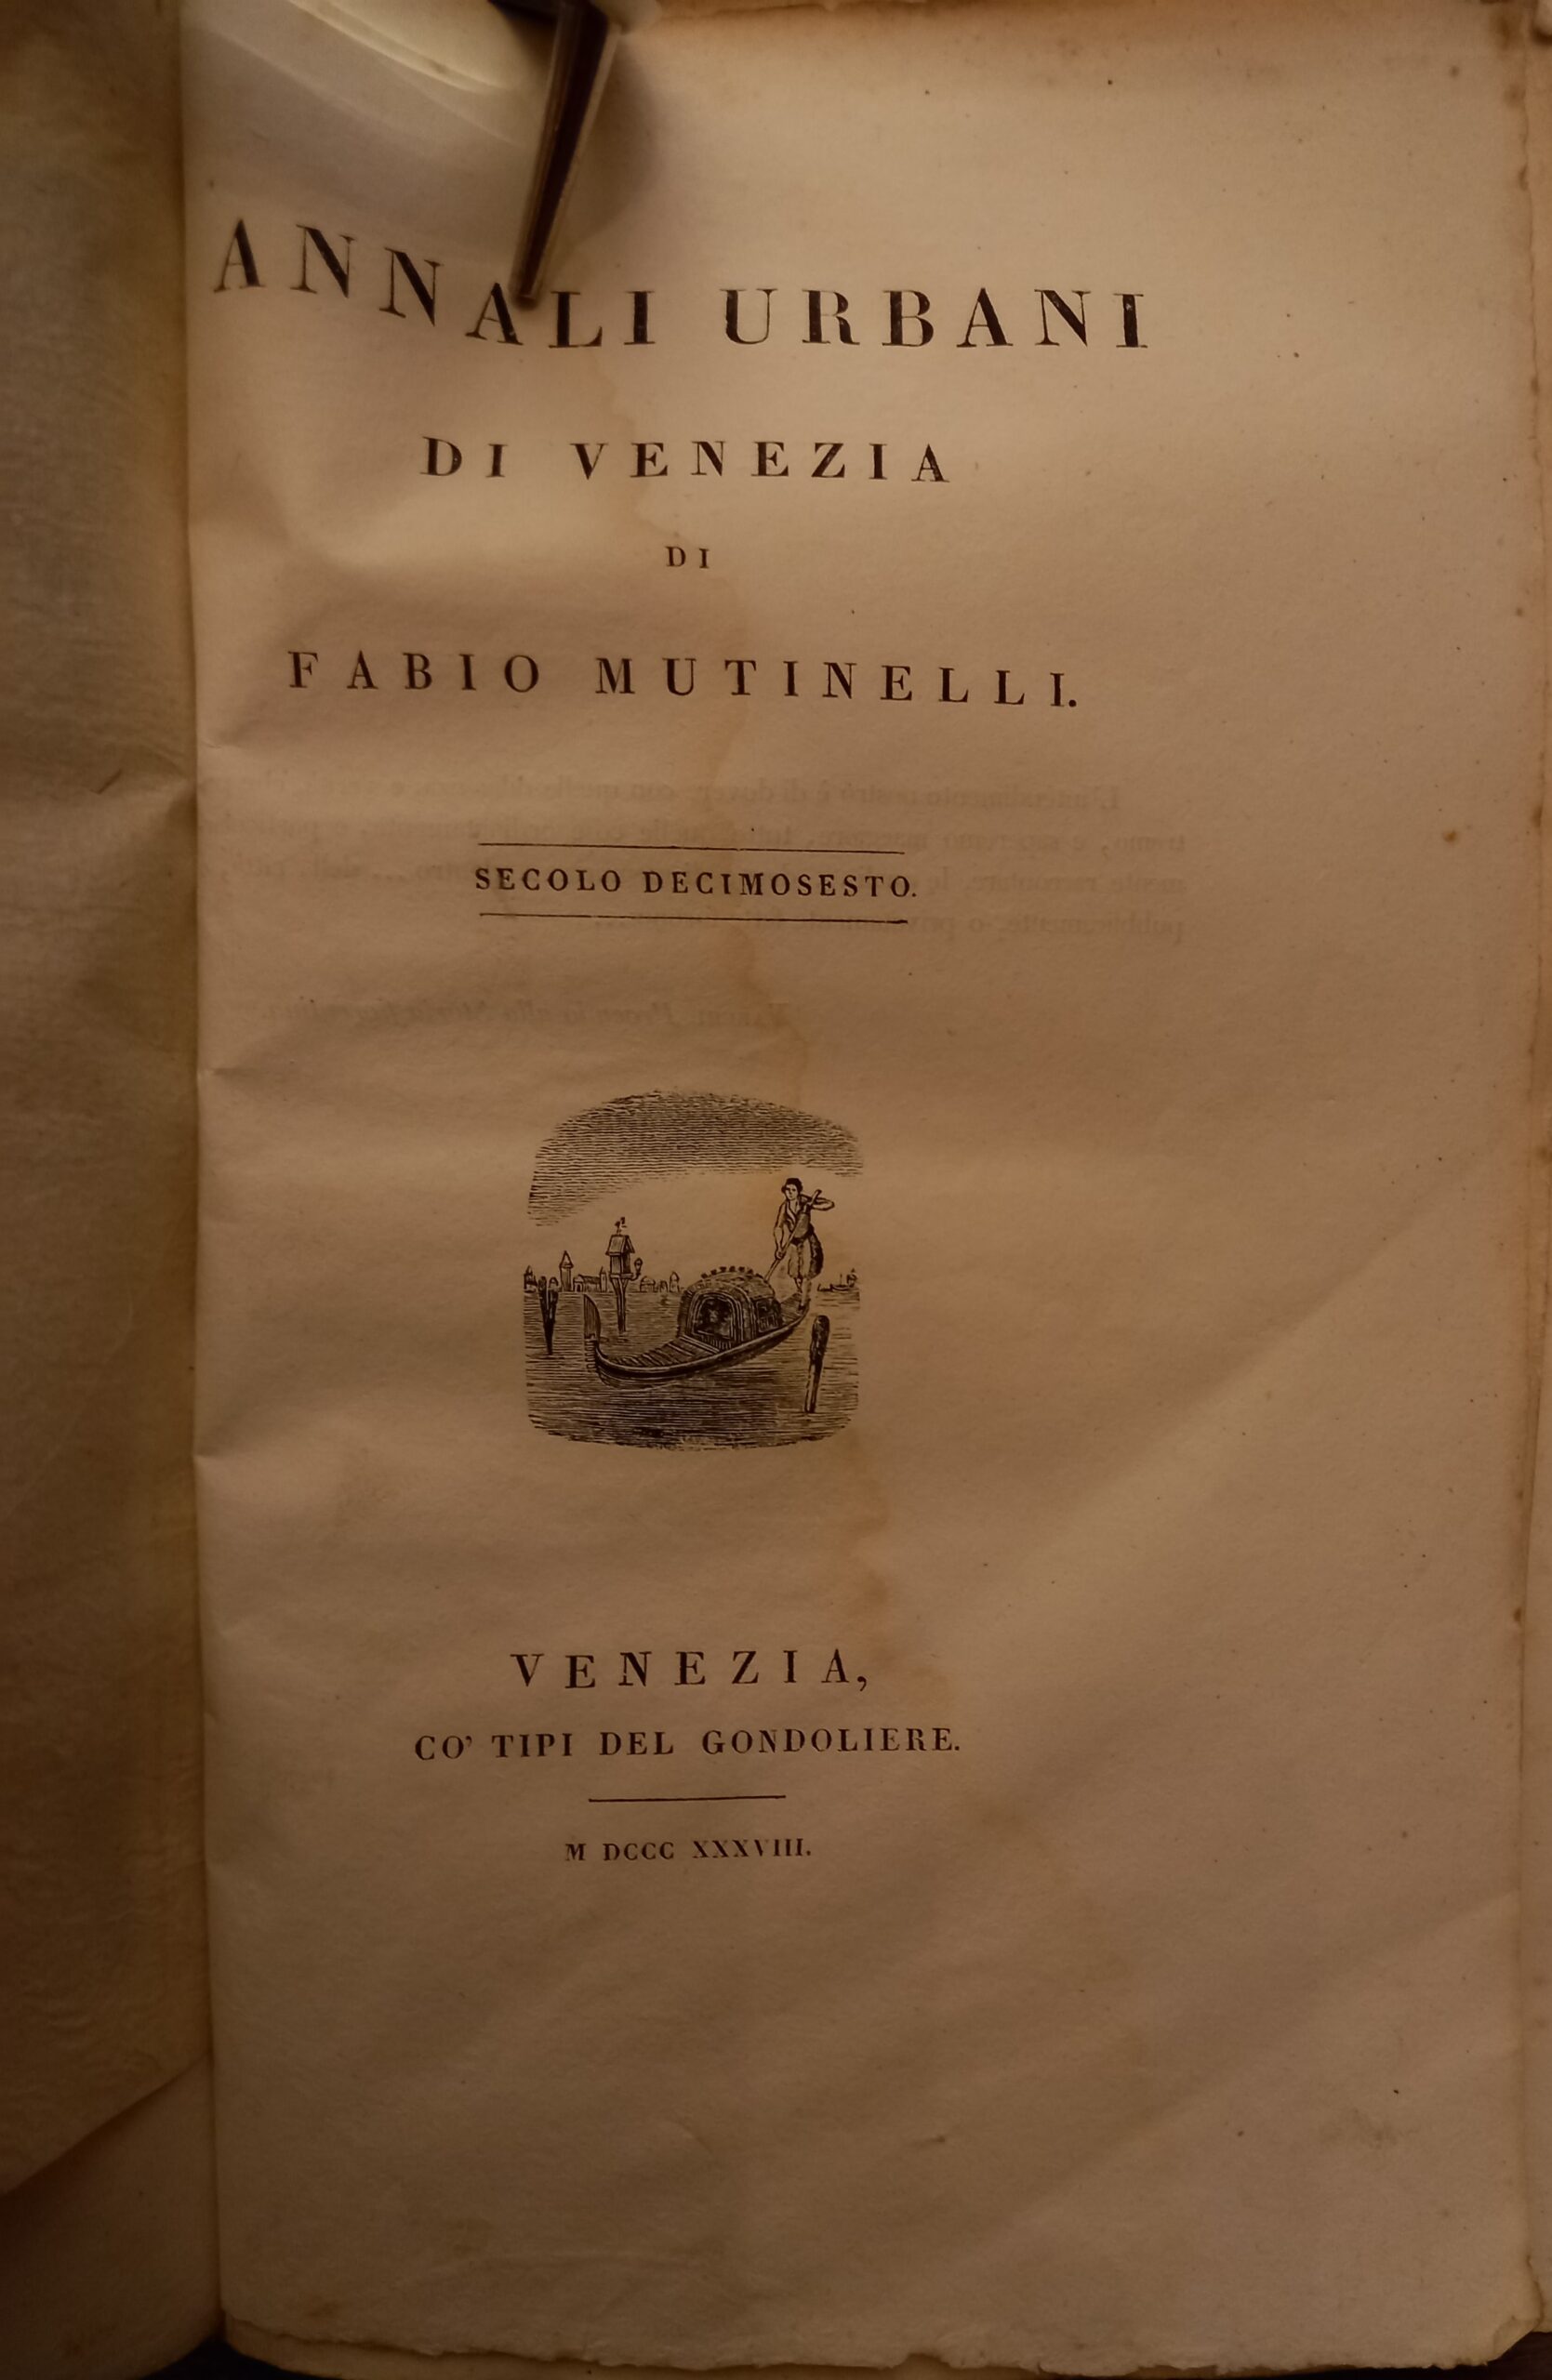 ANNALI URBANI
DI VENEZIA
DI
FABIO MUTINELLI.
SECOLO DECIMOSESTO.
VENEZIA,
CO' TIPI DEL GONDOLIERE.
M DCCC XXXVIII.